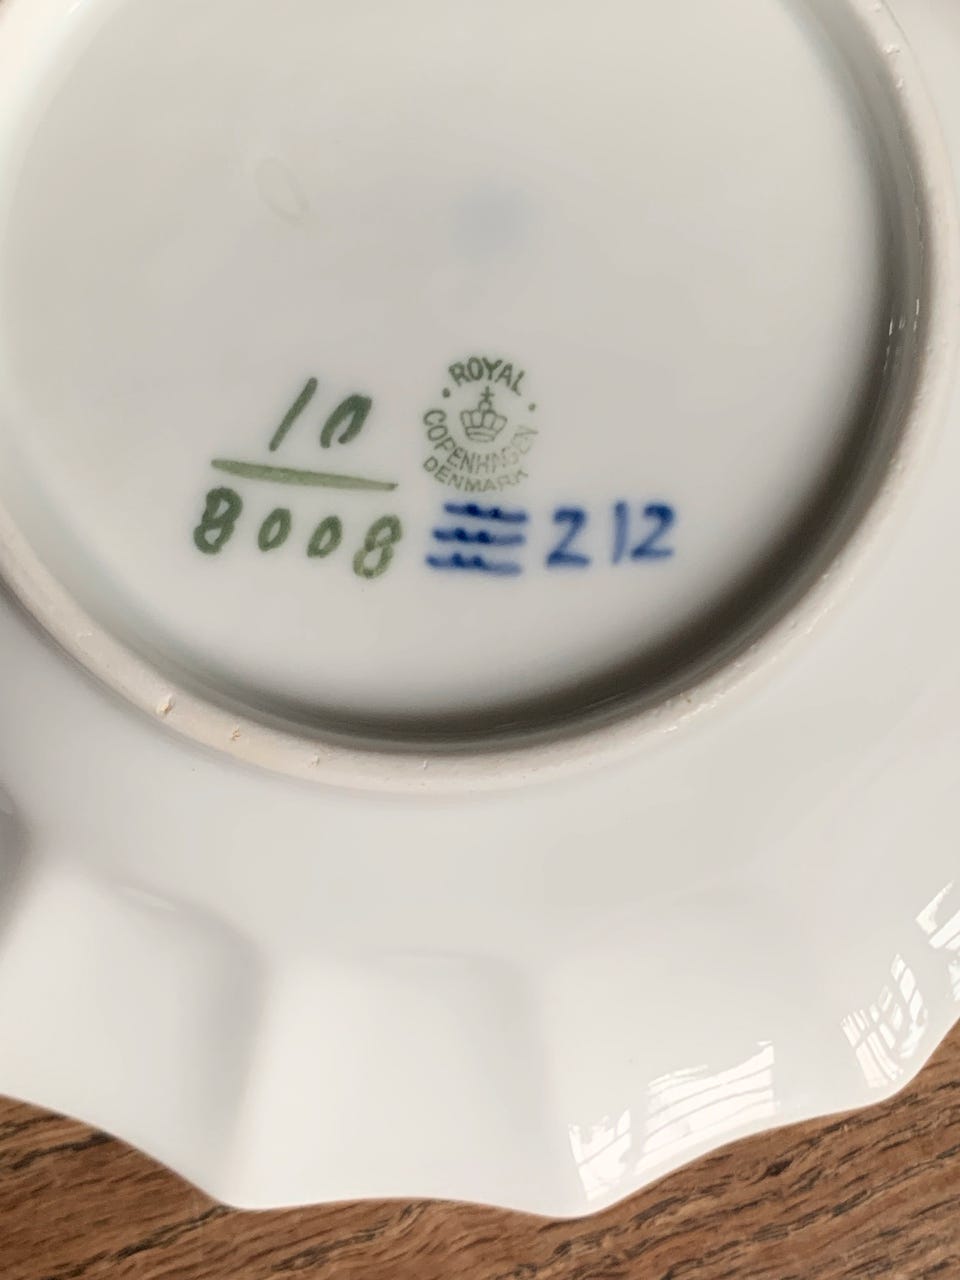 ROYAL
COPENHAGEN
DENMARK
10
8008
212